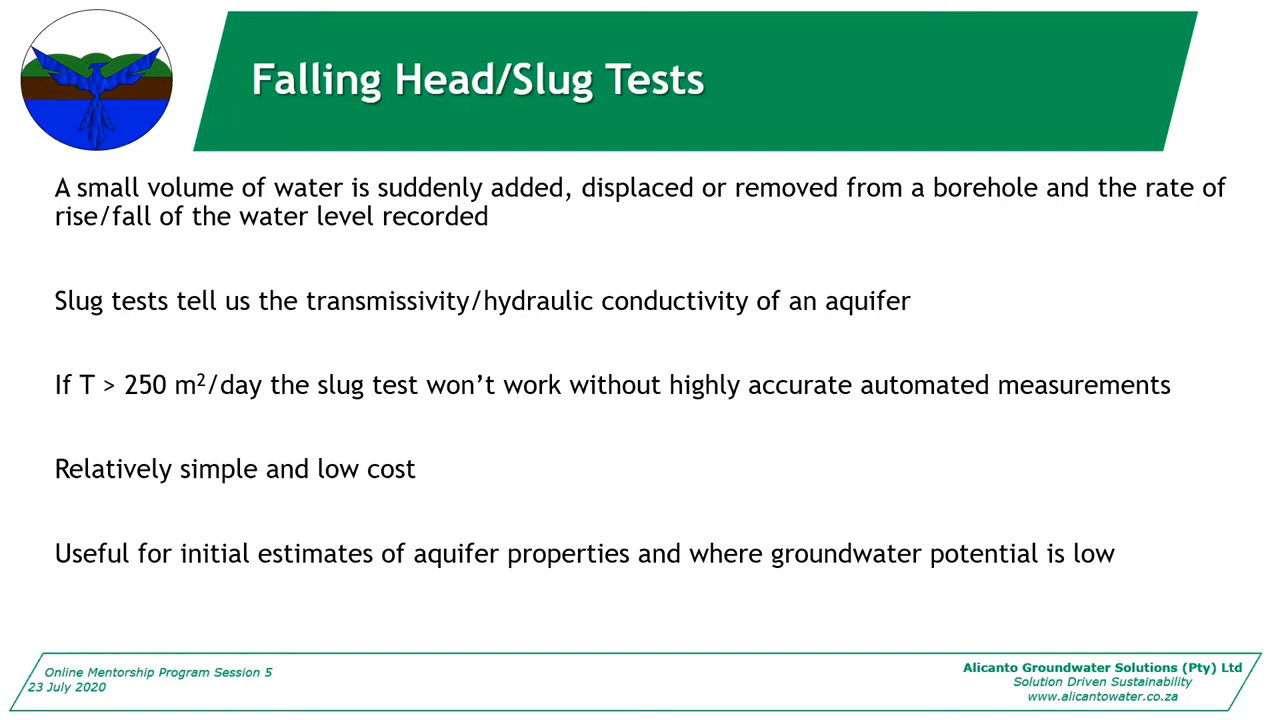 Falling Head/Slug Tests
A small volume of water is suddenly added, displaced or removed from a borehole and the rate of
rise/fall of the water level recorded
Slug tests tell us the transmissivity/hydraulic conductivity of an aquifer
If T > 250 m²/day the slug test won’t work without highly accurate automated measurements
Relatively simple and low cost
Useful for initial estimates of aquifer properties and where groundwater potential is low
Online Mentorship Program Session 5
23 July 2020
Alicanto Groundwater Solutions (Pty) Ltd
Solution Driven Sustainability
www.alicantowater.co.za